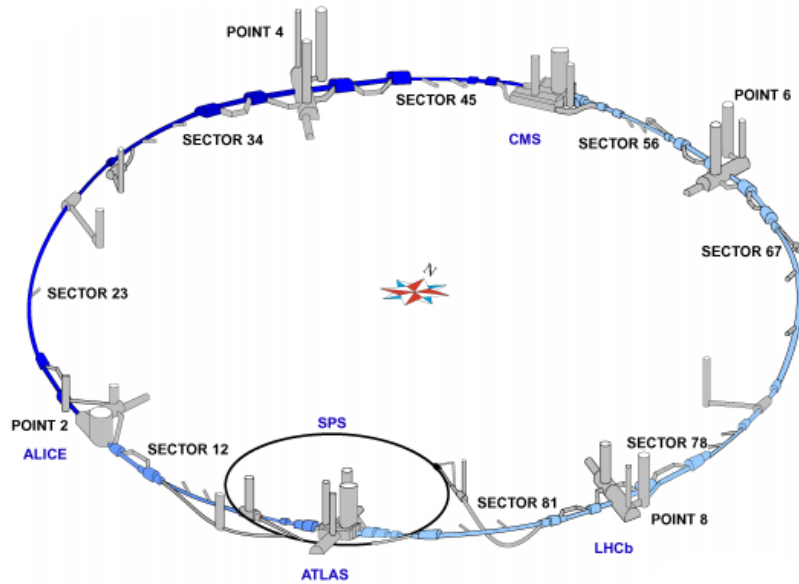 POINT 4
SECTOR 45
SECTOR 34
CMS
POINT 6
SECTOR 56
SECTOR 67
N
SECTOR 23
POINT 2
ALICE
SECTOR 12
SPS
SECTOR 78
SECTOR 81
POINT 8
LHCb
ATLAS